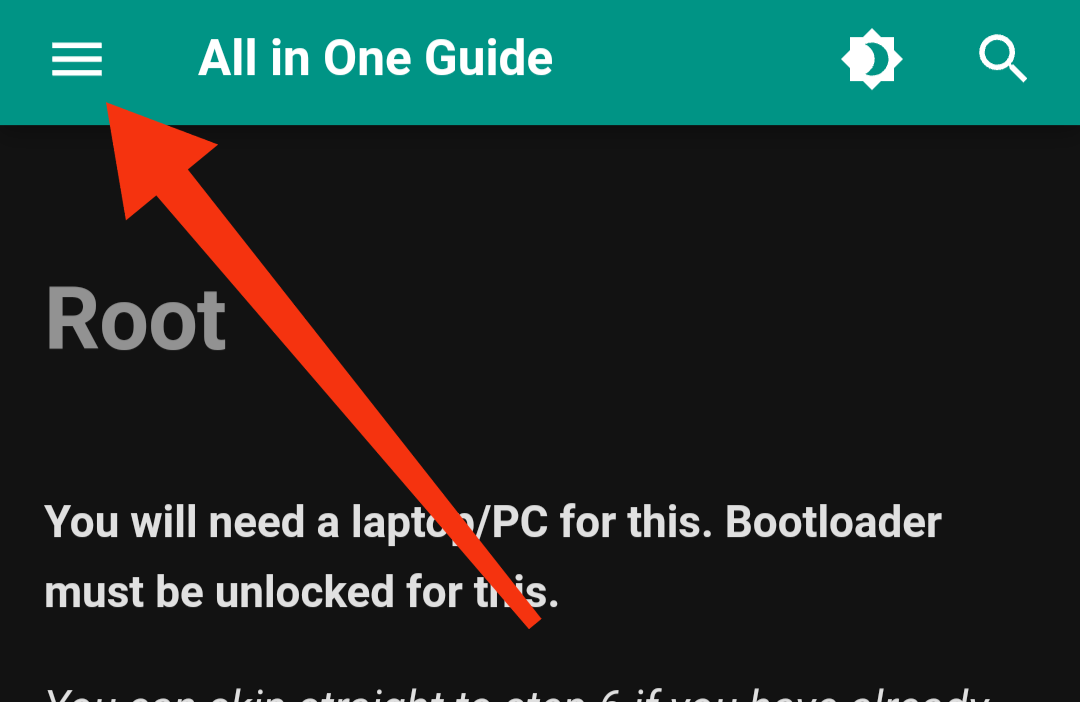 All in One Guide
Root
You will need a laptop/PC for this. Bootloader
must be unlocked for this.
You can skip straight to step 6 if you have already